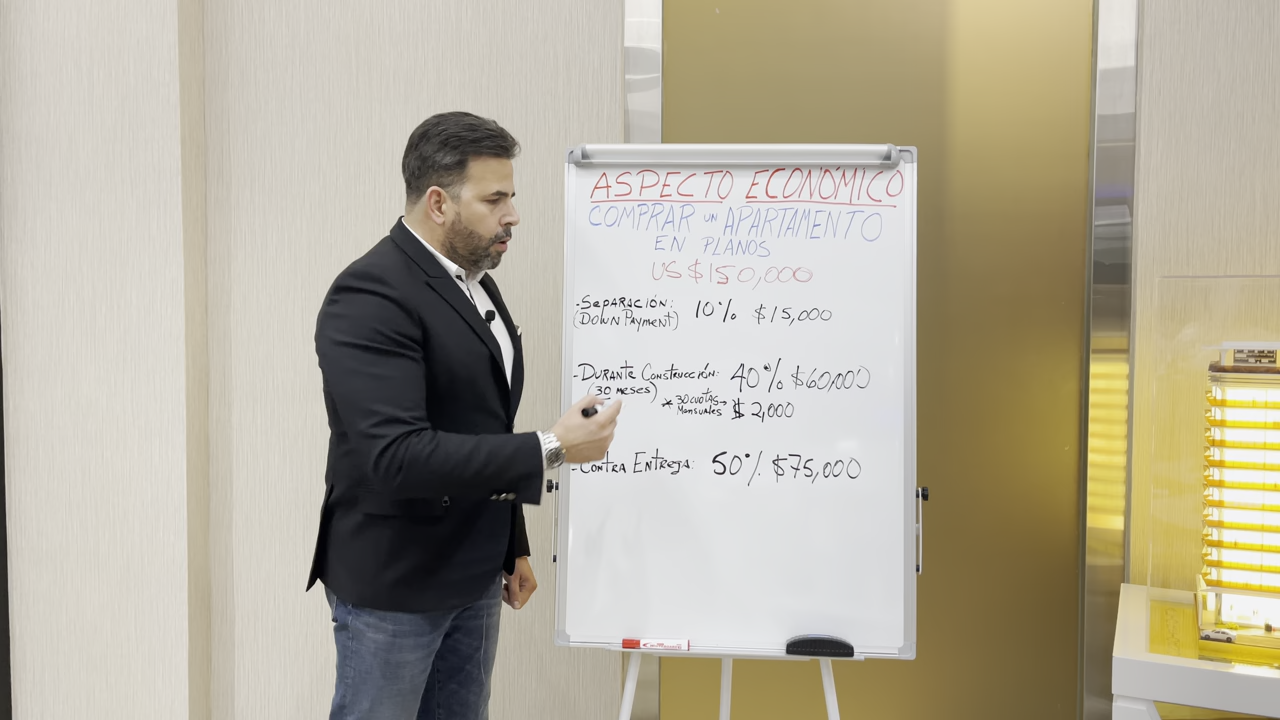 ASPECTO ECONÓMICO
COMPRAR UN APARTAMENTO
EN PLANOS
US $150,000
-SEPARACIÓN: 10% $15,000
(DOWN PAYMENT)
-DURANTE CONSTRUCCIÓN: 40% $60,000
(30 MESES)
* 30 CUOTAS → $ 2,000
Mensuales
-CONTRA ENTREGA: 50% $75,000